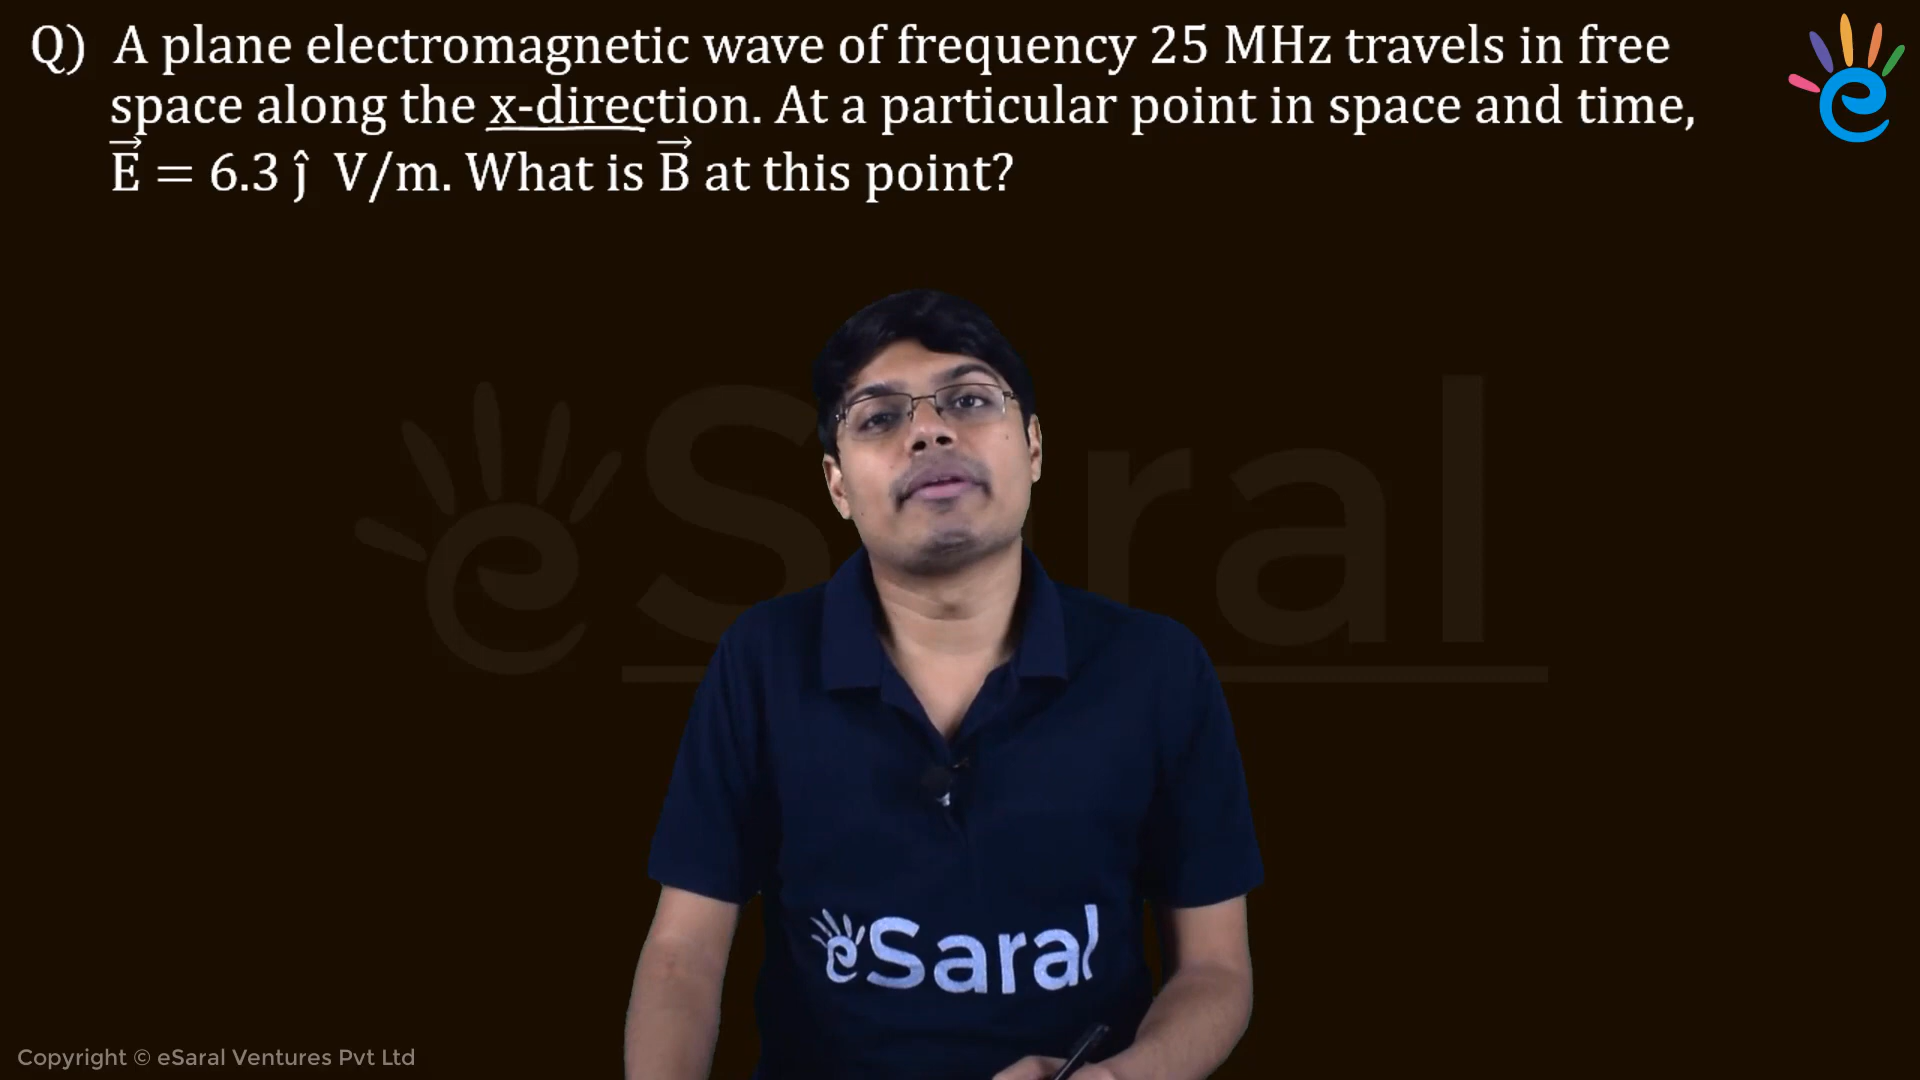 Q) A plane electromagnetic wave of frequency 25 MHz travels in free
space along the x-direction. At a particular point in space and time,
E⃗ = 6.3 ĵ V/m. What is B⃗ at this point?
eSaral
eSaral
Copyright © eSaral Ventures Pvt Ltd